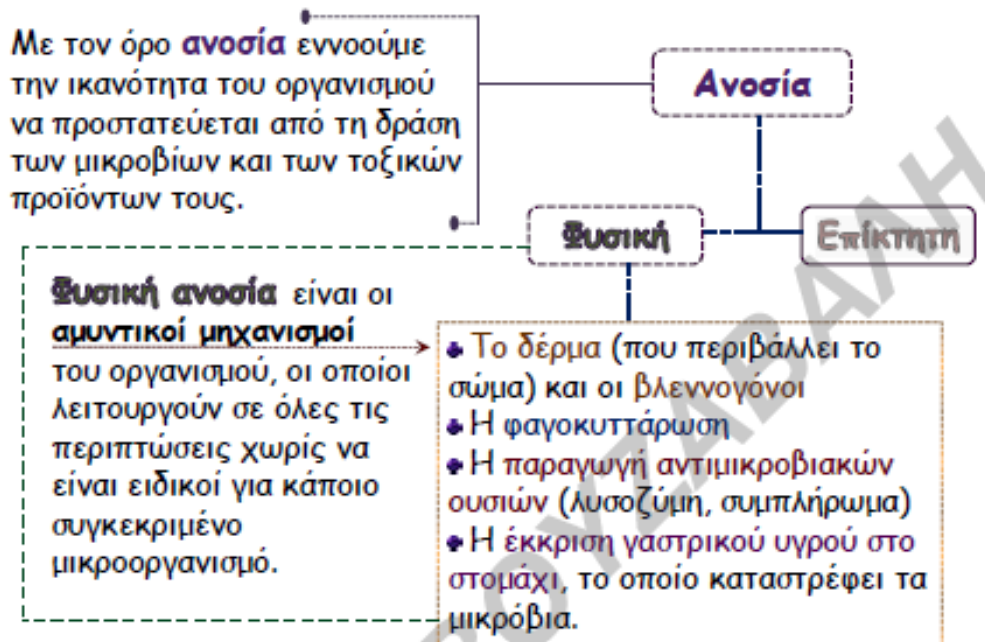 Με τον όρο ανοσία εννοούμε
την ικανότητα του οργανισμού
να προστατεύεται από τη δράση
των μικροβίων και των τοξικών
προϊόντων τους.
Ανοσία
Φυσική
Επίκτητη
Φυσική ανοσία είναι οι
αμυντικοί μηχανισμοί
του οργανισμού, οι οποίοι
λειτουργούν σε όλες τις
περιπτώσεις χωρίς να
είναι ειδικοί για κάποιο
συγκεκριμένο
μικροοργανισμό.
Το δέρμα (που περιβάλλει το
σώμα) και οι βλεννογόνοι
Η φαγοκυττάρωση
Η παραγωγή αντιμικροβιακών
ουσιών (λυσοζύμη, συμπλήρωμα)
Η έκκριση γαστρικού υγρού στο
στομάχι, το οποίο καταστρέφει τα
μικρόβια.
ΟΥΖΑΒΑΛΗ